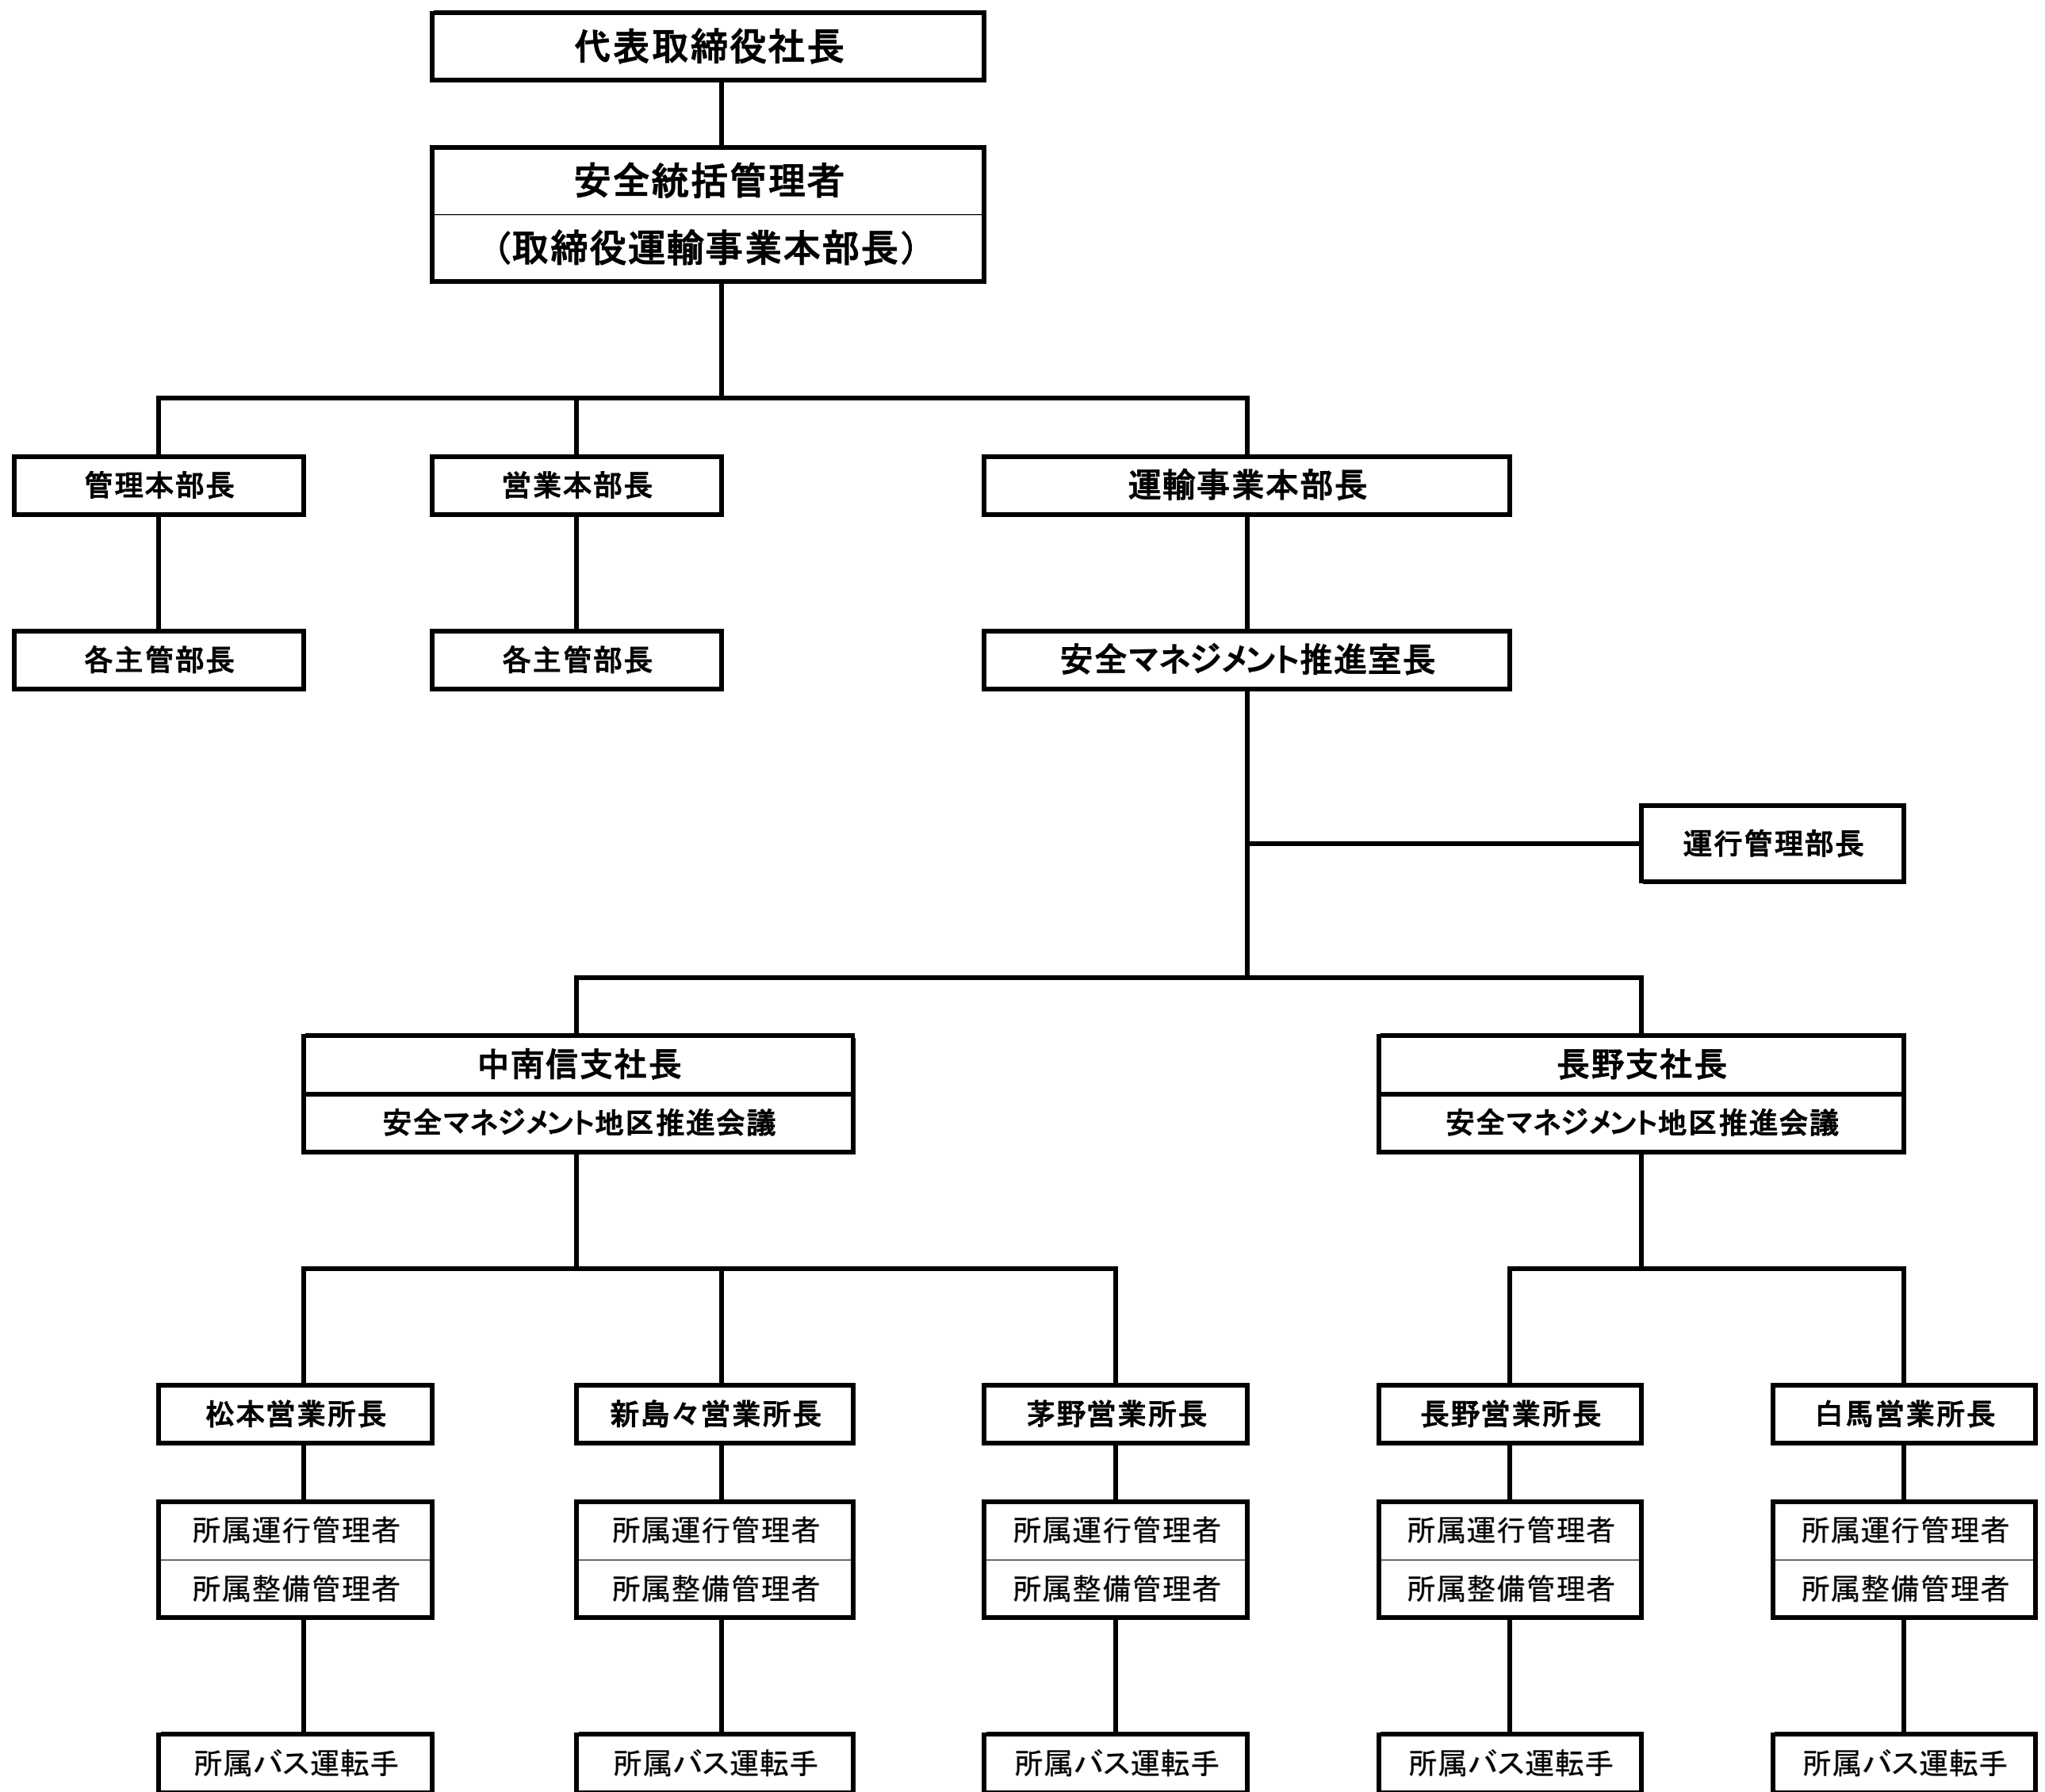 代表取締役社長
安全統括管理者
（取締役運輸事業本部長）
管理本部長
営業本部長
運輸事業本部長
各主管部長
各主管部長
安全マネジメント推進室長
運行管理部長
中南信支社長
安全マネジメント地区推進会議
長野支社長
安全マネジメント地区推進会議
松本営業所長
新島々営業所長
茅野営業所長
長野営業所長
白馬営業所長
所属運行管理者
所属整備管理者
所属運行管理者
所属整備管理者
所属運行管理者
所属整備管理者
所属運行管理者
所属整備管理者
所属運行管理者
所属整備管理者
所属バス運転手
所属バス運転手
所属バス運転手
所属バス運転手
所属バス運転手